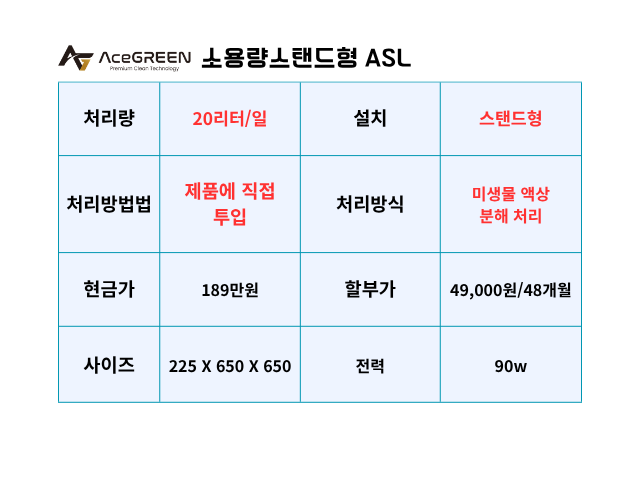 AceGREEN 소용량스탠드형 ASL
Premium Clean Technology
처리량 20리터/일 설치 스탠드형
처리방법법 제품에 직접 투입 처리방식 미생물 액상 분해 처리
현금가 189만원 할부가 49,000원/48개월
사이즈 225 X 650 X 650 전력 90w